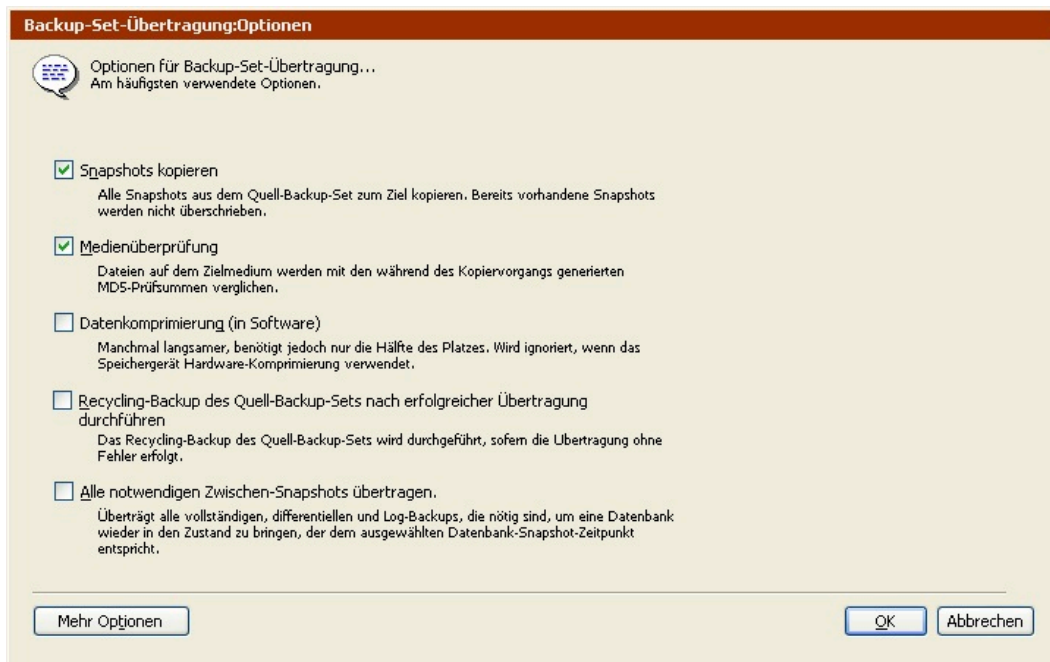 Backup-Set-Übertragung:Optionen
Optionen für Backup-Set-Übertragung...
Am häufigsten verwendete Optionen.
Snapshots kopieren
Alle Snapshots aus dem Quell-Backup-Set zum Ziel kopieren. Bereits vorhandene Snapshots
werden nicht überschrieben.
Medienüberprüfung
Dateien auf dem Zielmedium werden mit den während des Kopiervorgangs generierten
MD5-Prüfsummen verglichen.
Datenkomprimierung (in Software)
Manchmal langsamer, benötigt jedoch nur die Hälfte des Platzes. Wird ignoriert, wenn das
Speichergerät Hardware-Komprimierung verwendet.
Recycling-Backup des Quell-Backup-Sets nach erfolgreicher Übertragung
durchführen
Das Recycling-Backup des Quell-Backup-Sets wird durchgeführt, sofern die Ubertragung ohne
Fehler erfolgt.
Alle notwendigen Zwischen-Snapshots übertragen.
Überträgt alle vollständigen, differentiellen und Log-Backups, die nötig sind, um eine Datenbank
wieder in den Zustand zu bringen, der dem ausgewählten Datenbank-Snapshot-Zeitpunkt
entspricht.
Mehr Optionen
OK
Abbrechen